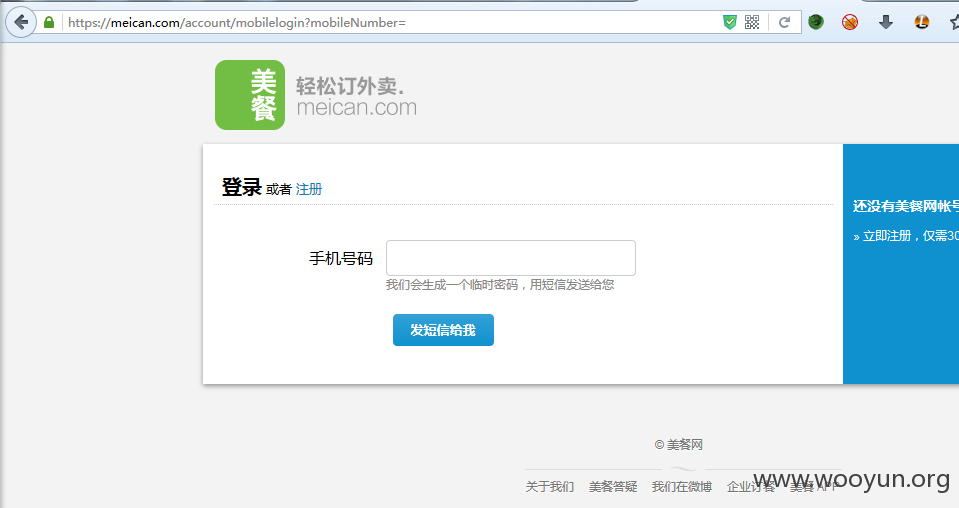 https://meican.com/account/mobilelogin?mobileNumber=
美餐
轻松订外卖.
meican.com
登录 或者 注册
手机号码
我们会生成一个临时密码，用短信发送给您
发短信给我
还没有美餐网帐号
» 立即注册，仅需30
© 美餐网
关于我们 美餐答疑 我们在微博 企业订餐 美餐 APP
www.wooyun.org